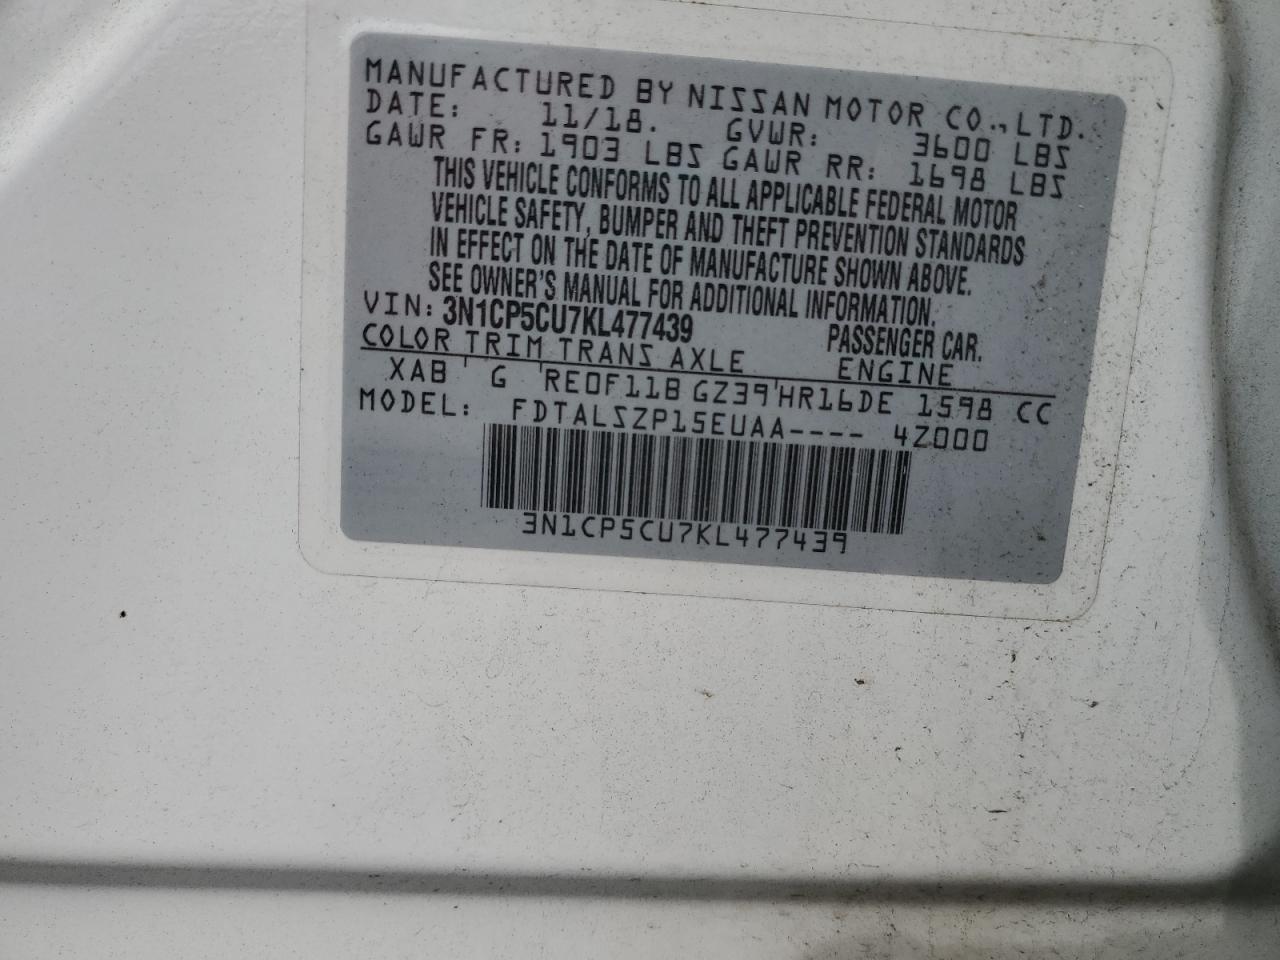 MANUFACTURED BY NISSAN MOTOR CO., LTD.
DATE: 11/18. GVWR: 3600 LBS
GAWR FR: 1903 LBS GAWR RR: 1698 LBS
THIS VEHICLE CONFORMS TO ALL APPLICABLE FEDERAL MOTOR
VEHICLE SAFETY, BUMPER AND THEFT PREVENTION STANDARDS
IN EFFECT ON THE DATE OF MANUFACTURE SHOWN ABOVE.
SEE OWNER'S MANUAL FOR ADDITIONAL INFORMATION.
VIN: 3N1CP5CU7KL477439 PASSENGER CAR.
COLOR TRIM TRANS AXLE ENGINE
XAB ' G 'RE0F11B GZ39'HR16DE 1598 CC
MODEL: FDTALSZP15EUAA---- 4Z000
3N1CP5CU7KL477439